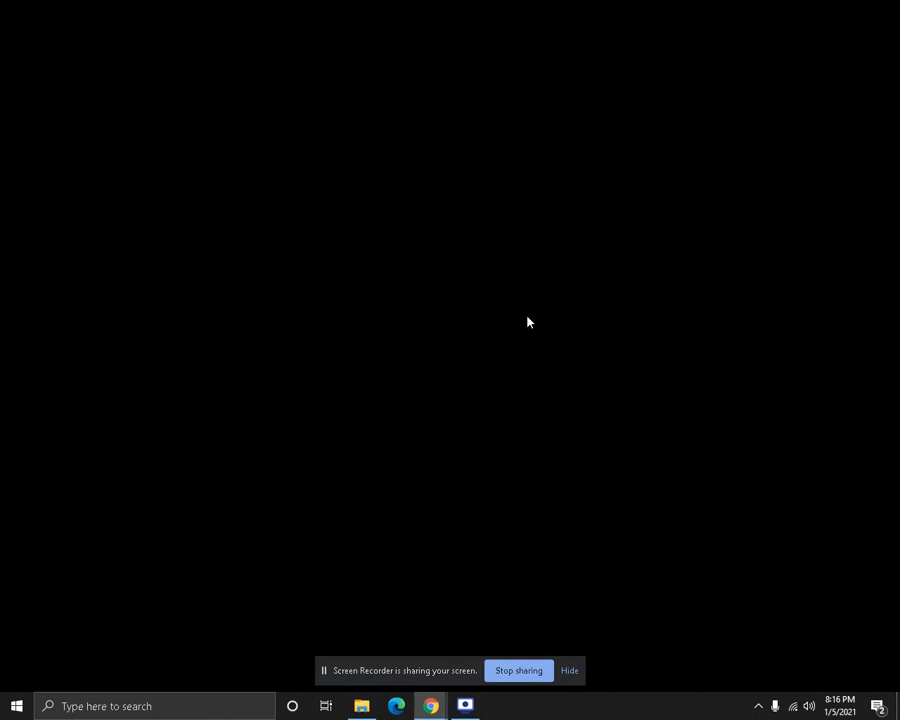 Screen Recorder is sharing your screen. Stop sharing Hide
Type here to search
8:16 PM
1/5/2021
2